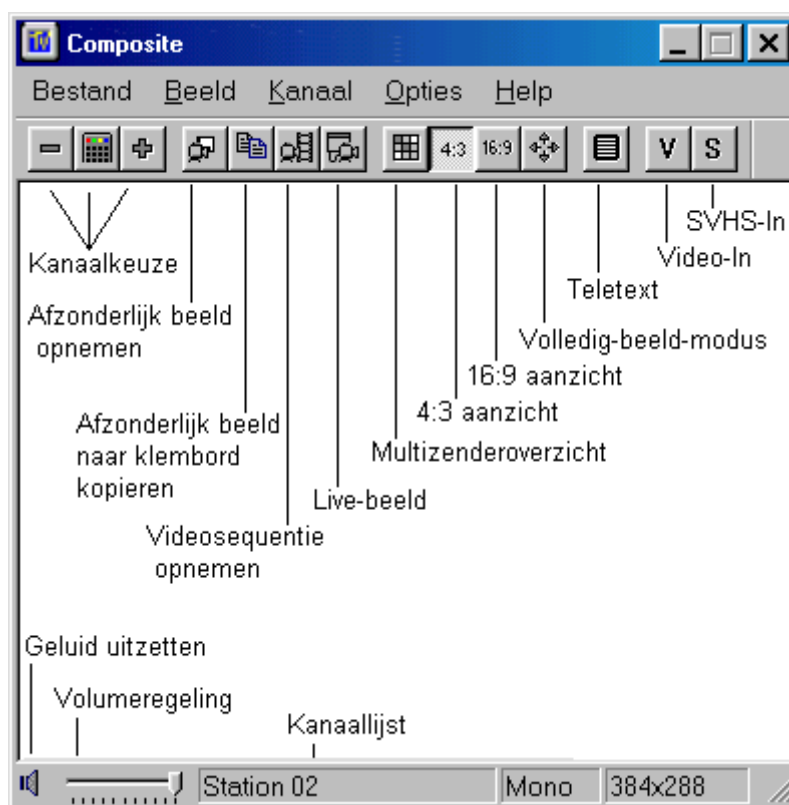 iTV Composite
Bestand Beeld Kanaal Opties Help
4:3 16:9 V S
SVHS-In
Kanaalkeuze
Video-In
Teletext
Afzonderlijk beeld
opnemen
Volledig-beeld-modus
16:9 aanzicht
4:3 aanzicht
Afzonderlijk beeld
naar klembord
kopieren
Multizenderoverzicht
Live-beeld
Videosequentie
opnemen
Geluid uitzetten
Volumeregeling
Kanaallijst
Station 02 Mono 384x288